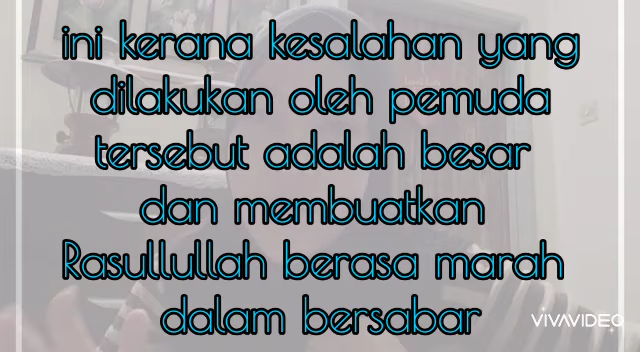 ini kerana kesalahan yang
dilakukan oleh pemuda
tersebut adalah besar
dan membuatkan
Rasullullah berasa marah
dalam bersabar
VIVAVIDEO